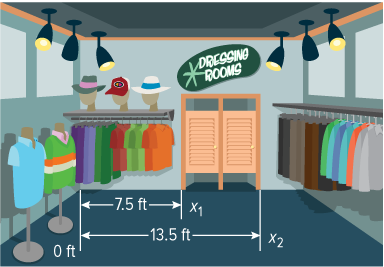 DRESSING
ROOMS
7.5 ft
x1
13.5 ft
x2
0 ft